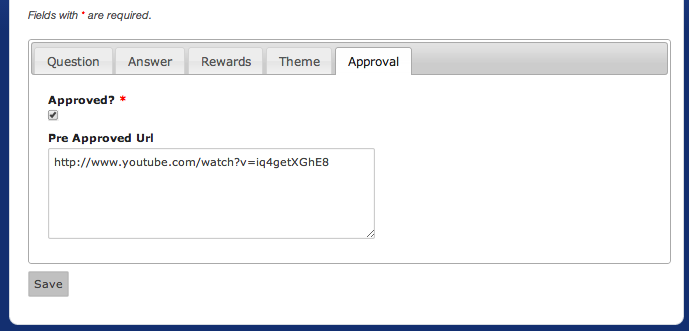 Fields with * are required.
Question Answer Rewards Theme Approval
Approved? *
Pre Approved Url
http://www.youtube.com/watch?v=iq4getXGhE8
Save